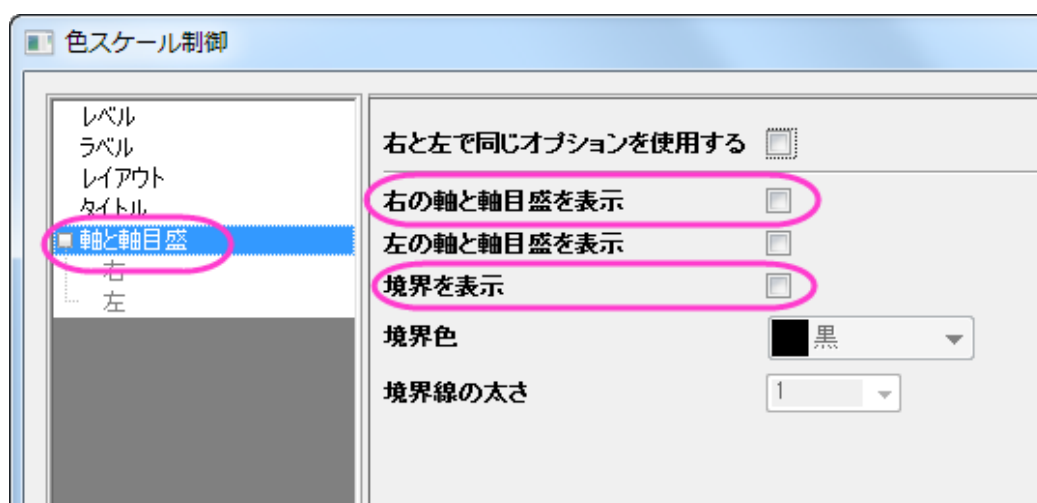 色スケール制御
レベル
ラベル
レイアウト
タイトル
軸と軸目盛
右
左
右と左で同じオプションを使用する
右の軸と軸目盛を表示
左の軸と軸目盛を表示
境界を表示
境界色
黒
境界線の太さ
1